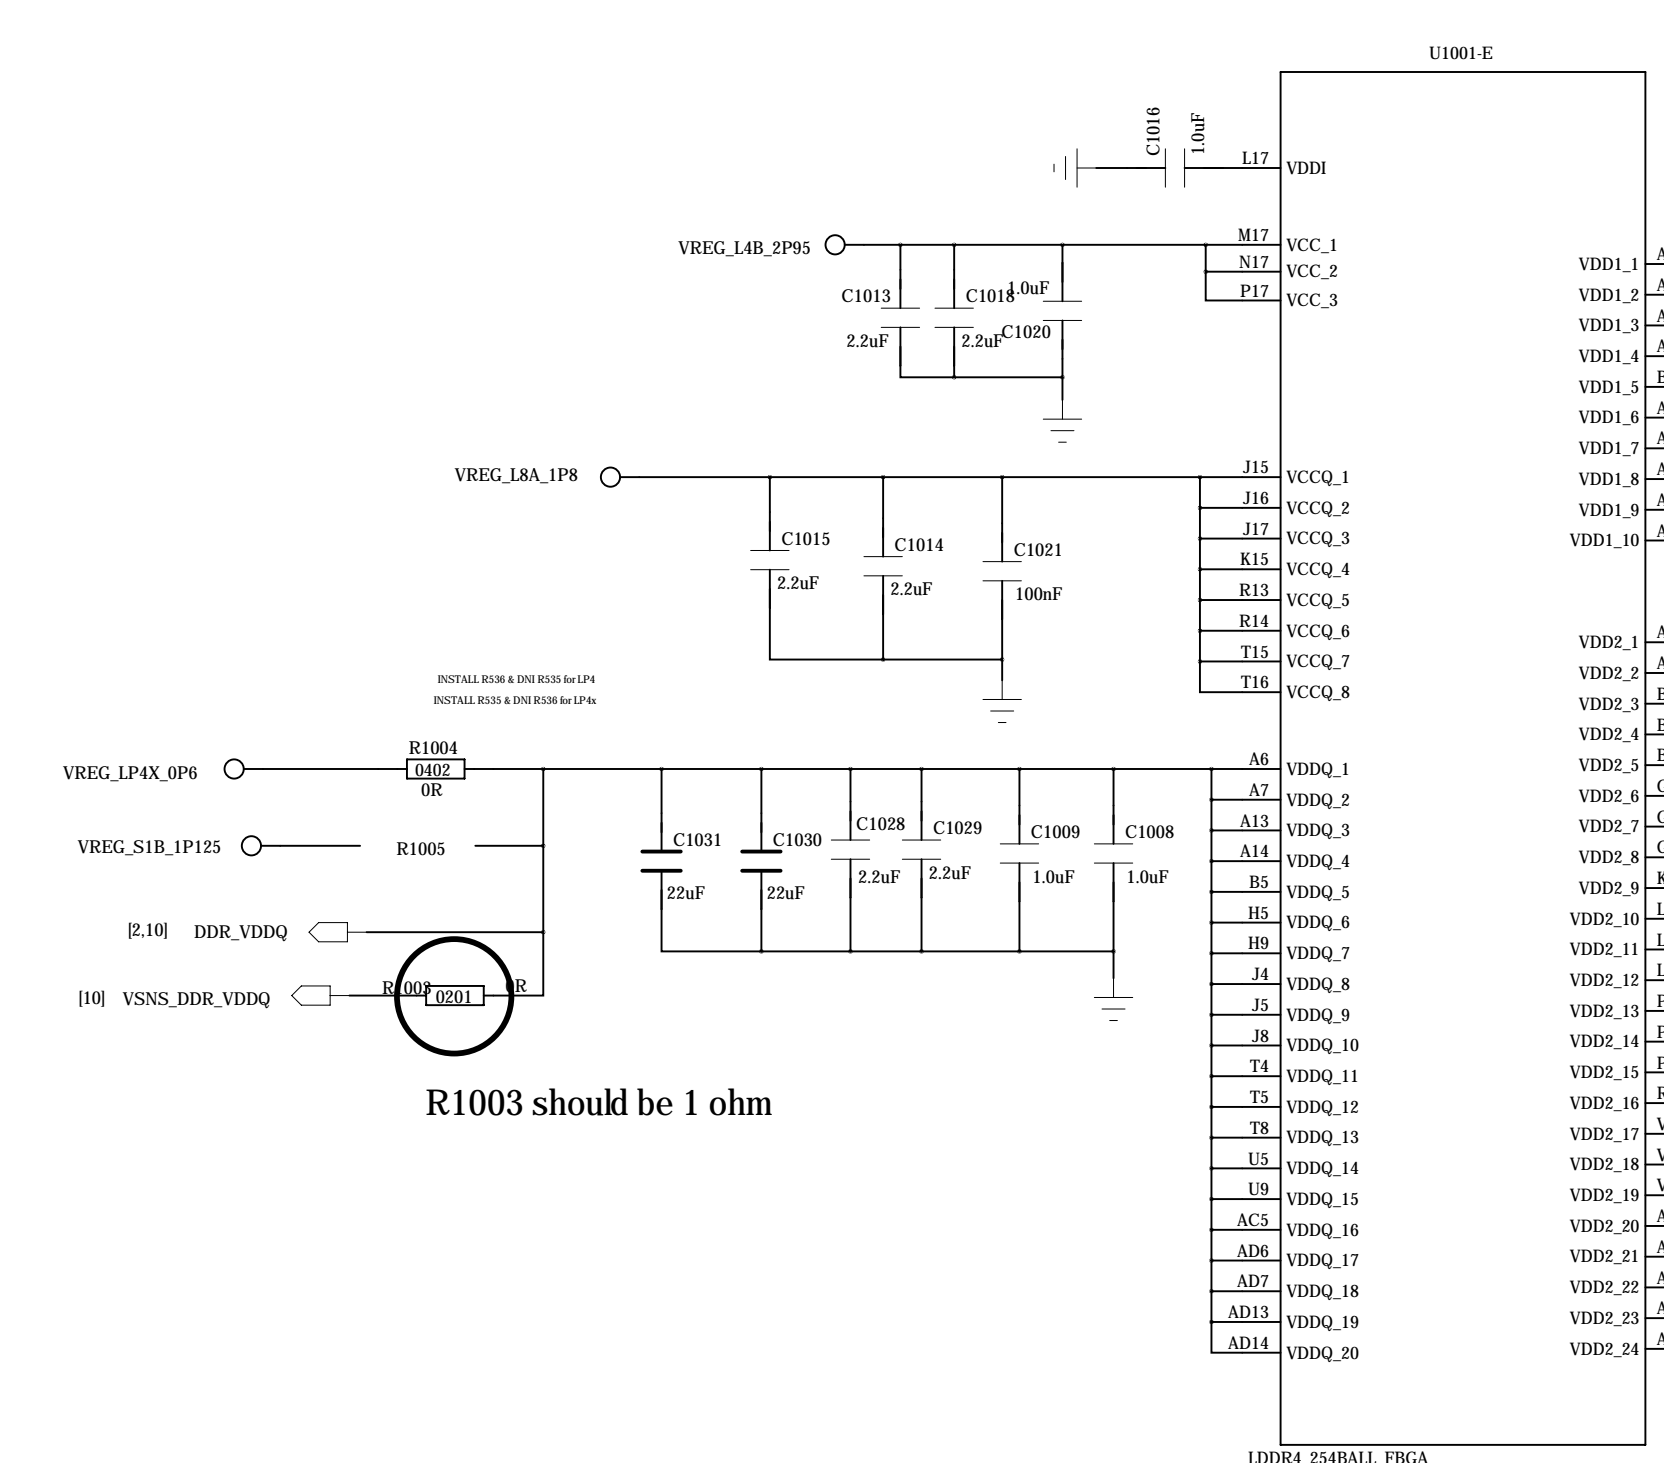 U1001-E
C1016
1.0uF
L17 VDDI
VREG_L4B_2P95
M17 VCC_1
N17 VCC_2
P17 VCC_3
C1013
2.2uF
C1018
2.2uF
1.0uF
C1020
VREG_L8A_1P8
J15 VCCQ_1
J16 VCCQ_2
J17 VCCQ_3
K15 VCCQ_4
R13 VCCQ_5
R14 VCCQ_6
T15 VCCQ_7
T16 VCCQ_8
C1015
2.2uF
C1014
2.2uF
C1021
100nF
INSTALL R536 & DNI R535 for LP4
INSTALL R535 & DNI R536 for LP4x
VREG_LP4X_0P6
R1004
0402
0R
VREG_S1B_1P125
R1005
[2,10] DDR_VDDQ
[10] VSNS_DDR_VDDQ
R1003
0201
0R
R1003 should be 1 ohm
C1031
22uF
C1030
22uF
C1028
2.2uF
C1029
2.2uF
C1009
1.0uF
C1008
1.0uF
A6 VDDQ_1
A7 VDDQ_2
A13 VDDQ_3
A14 VDDQ_4
B5 VDDQ_5
H5 VDDQ_6
H9 VDDQ_7
J4 VDDQ_8
J5 VDDQ_9
J8 VDDQ_10
T4 VDDQ_11
T5 VDDQ_12
T8 VDDQ_13
U5 VDDQ_14
U9 VDDQ_15
AC5 VDDQ_16
AD6 VDDQ_17
AD7 VDDQ_18
AD13 VDDQ_19
AD14 VDDQ_20
VDD1_1
VDD1_2
VDD1_3
VDD1_4
VDD1_5
VDD1_6
VDD1_7
VDD1_8
VDD1_9
VDD1_10
VDD2_1
VDD2_2
VDD2_3
VDD2_4
VDD2_5
VDD2_6
VDD2_7
VDD2_8
VDD2_9
VDD2_10
VDD2_11
VDD2_12
VDD2_13
VDD2_14
VDD2_15
VDD2_16
VDD2_17
VDD2_18
VDD2_19
VDD2_20
VDD2_21
VDD2_22
VDD2_23
VDD2_24
LDDR4_254BALL_FBGA